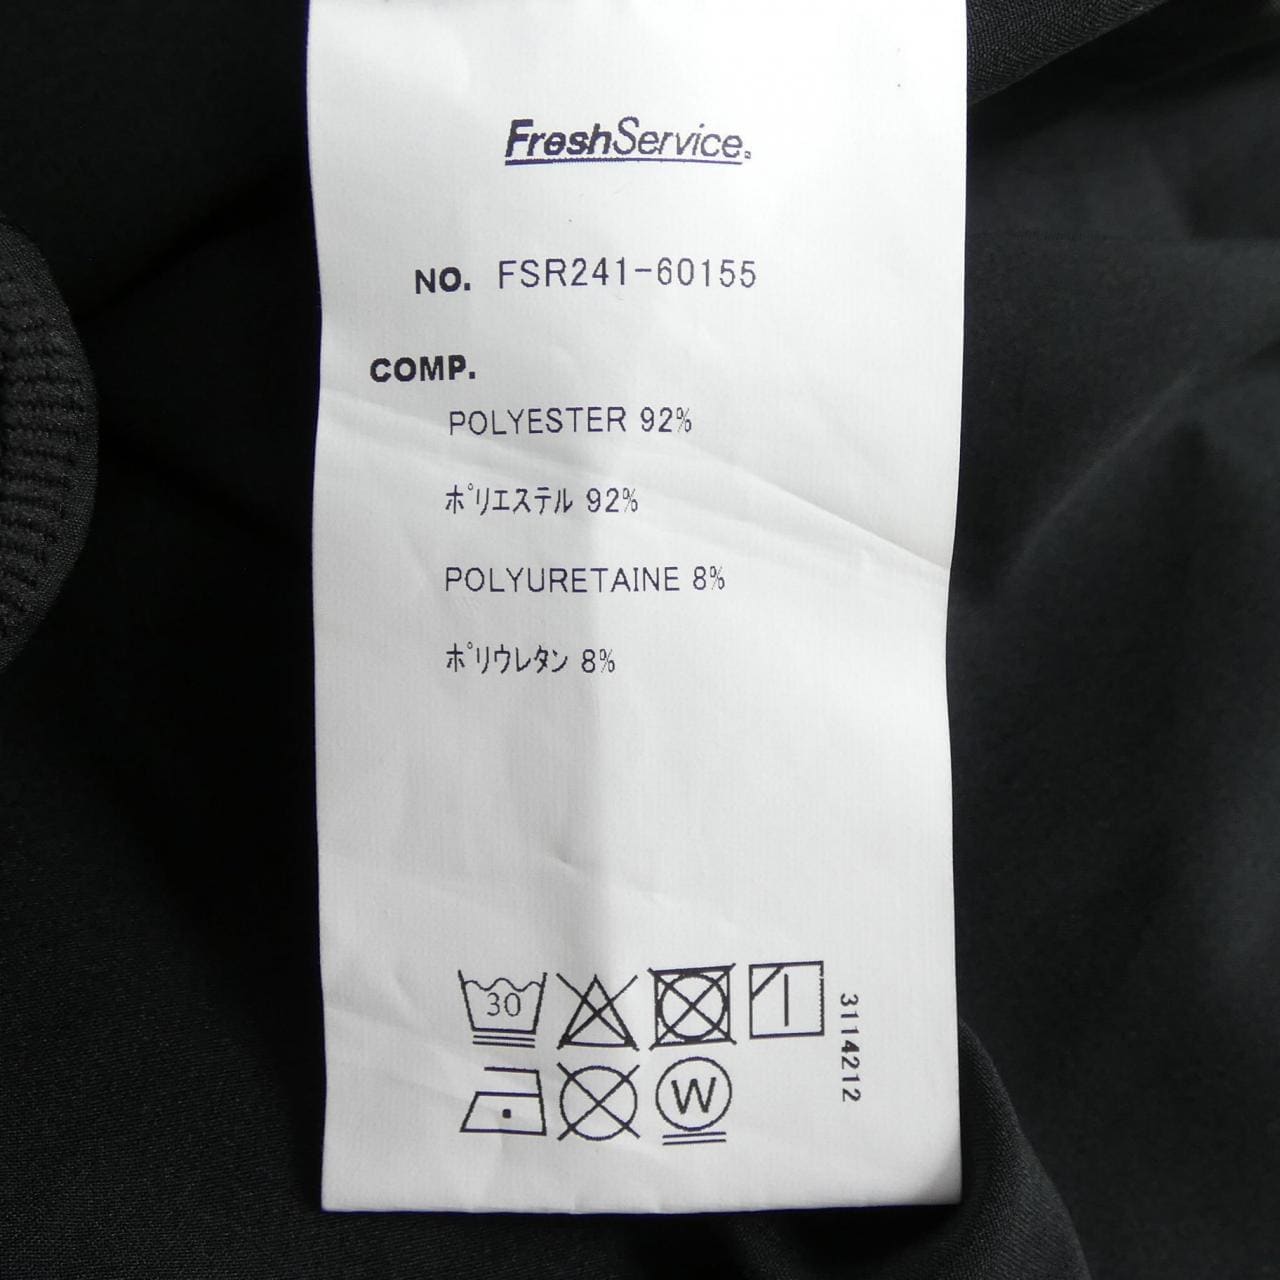 FreshService®
NO. FSR241-60155
COMP.
POLYESTER 92%
ポリエステル 92%
POLYURETAINE 8%
ポリウレタン 8%
30
W
3114212